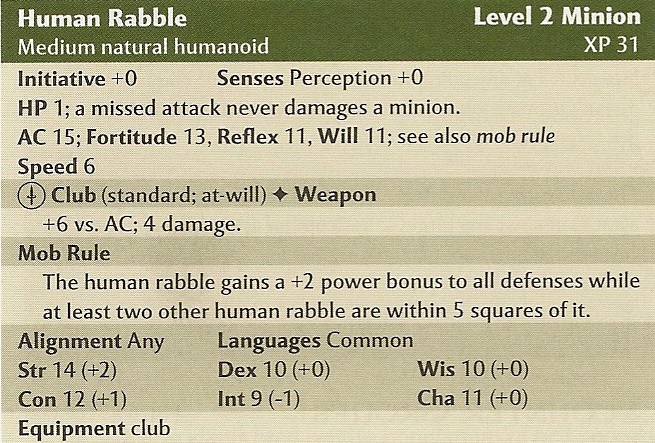 Human Rabble Level 2 Minion
Medium natural humanoid XP 31
Initiative +0 Senses Perception +0
HP 1; a missed attack never damages a minion.
AC 15; Fortitude 13, Reflex 11, Will 11; see also mob rule
Speed 6
Club (standard; at-will) ✦ Weapon
+6 vs. AC; 4 damage.
Mob Rule
The human rabble gains a +2 power bonus to all defenses while
at least two other human rabble are within 5 squares of it.
Alignment Any Languages Common
Str 14 (+2) Dex 10 (+0) Wis 10 (+0)
Con 12 (+1) Int 9 (-1) Cha 11 (+0)
Equipment club